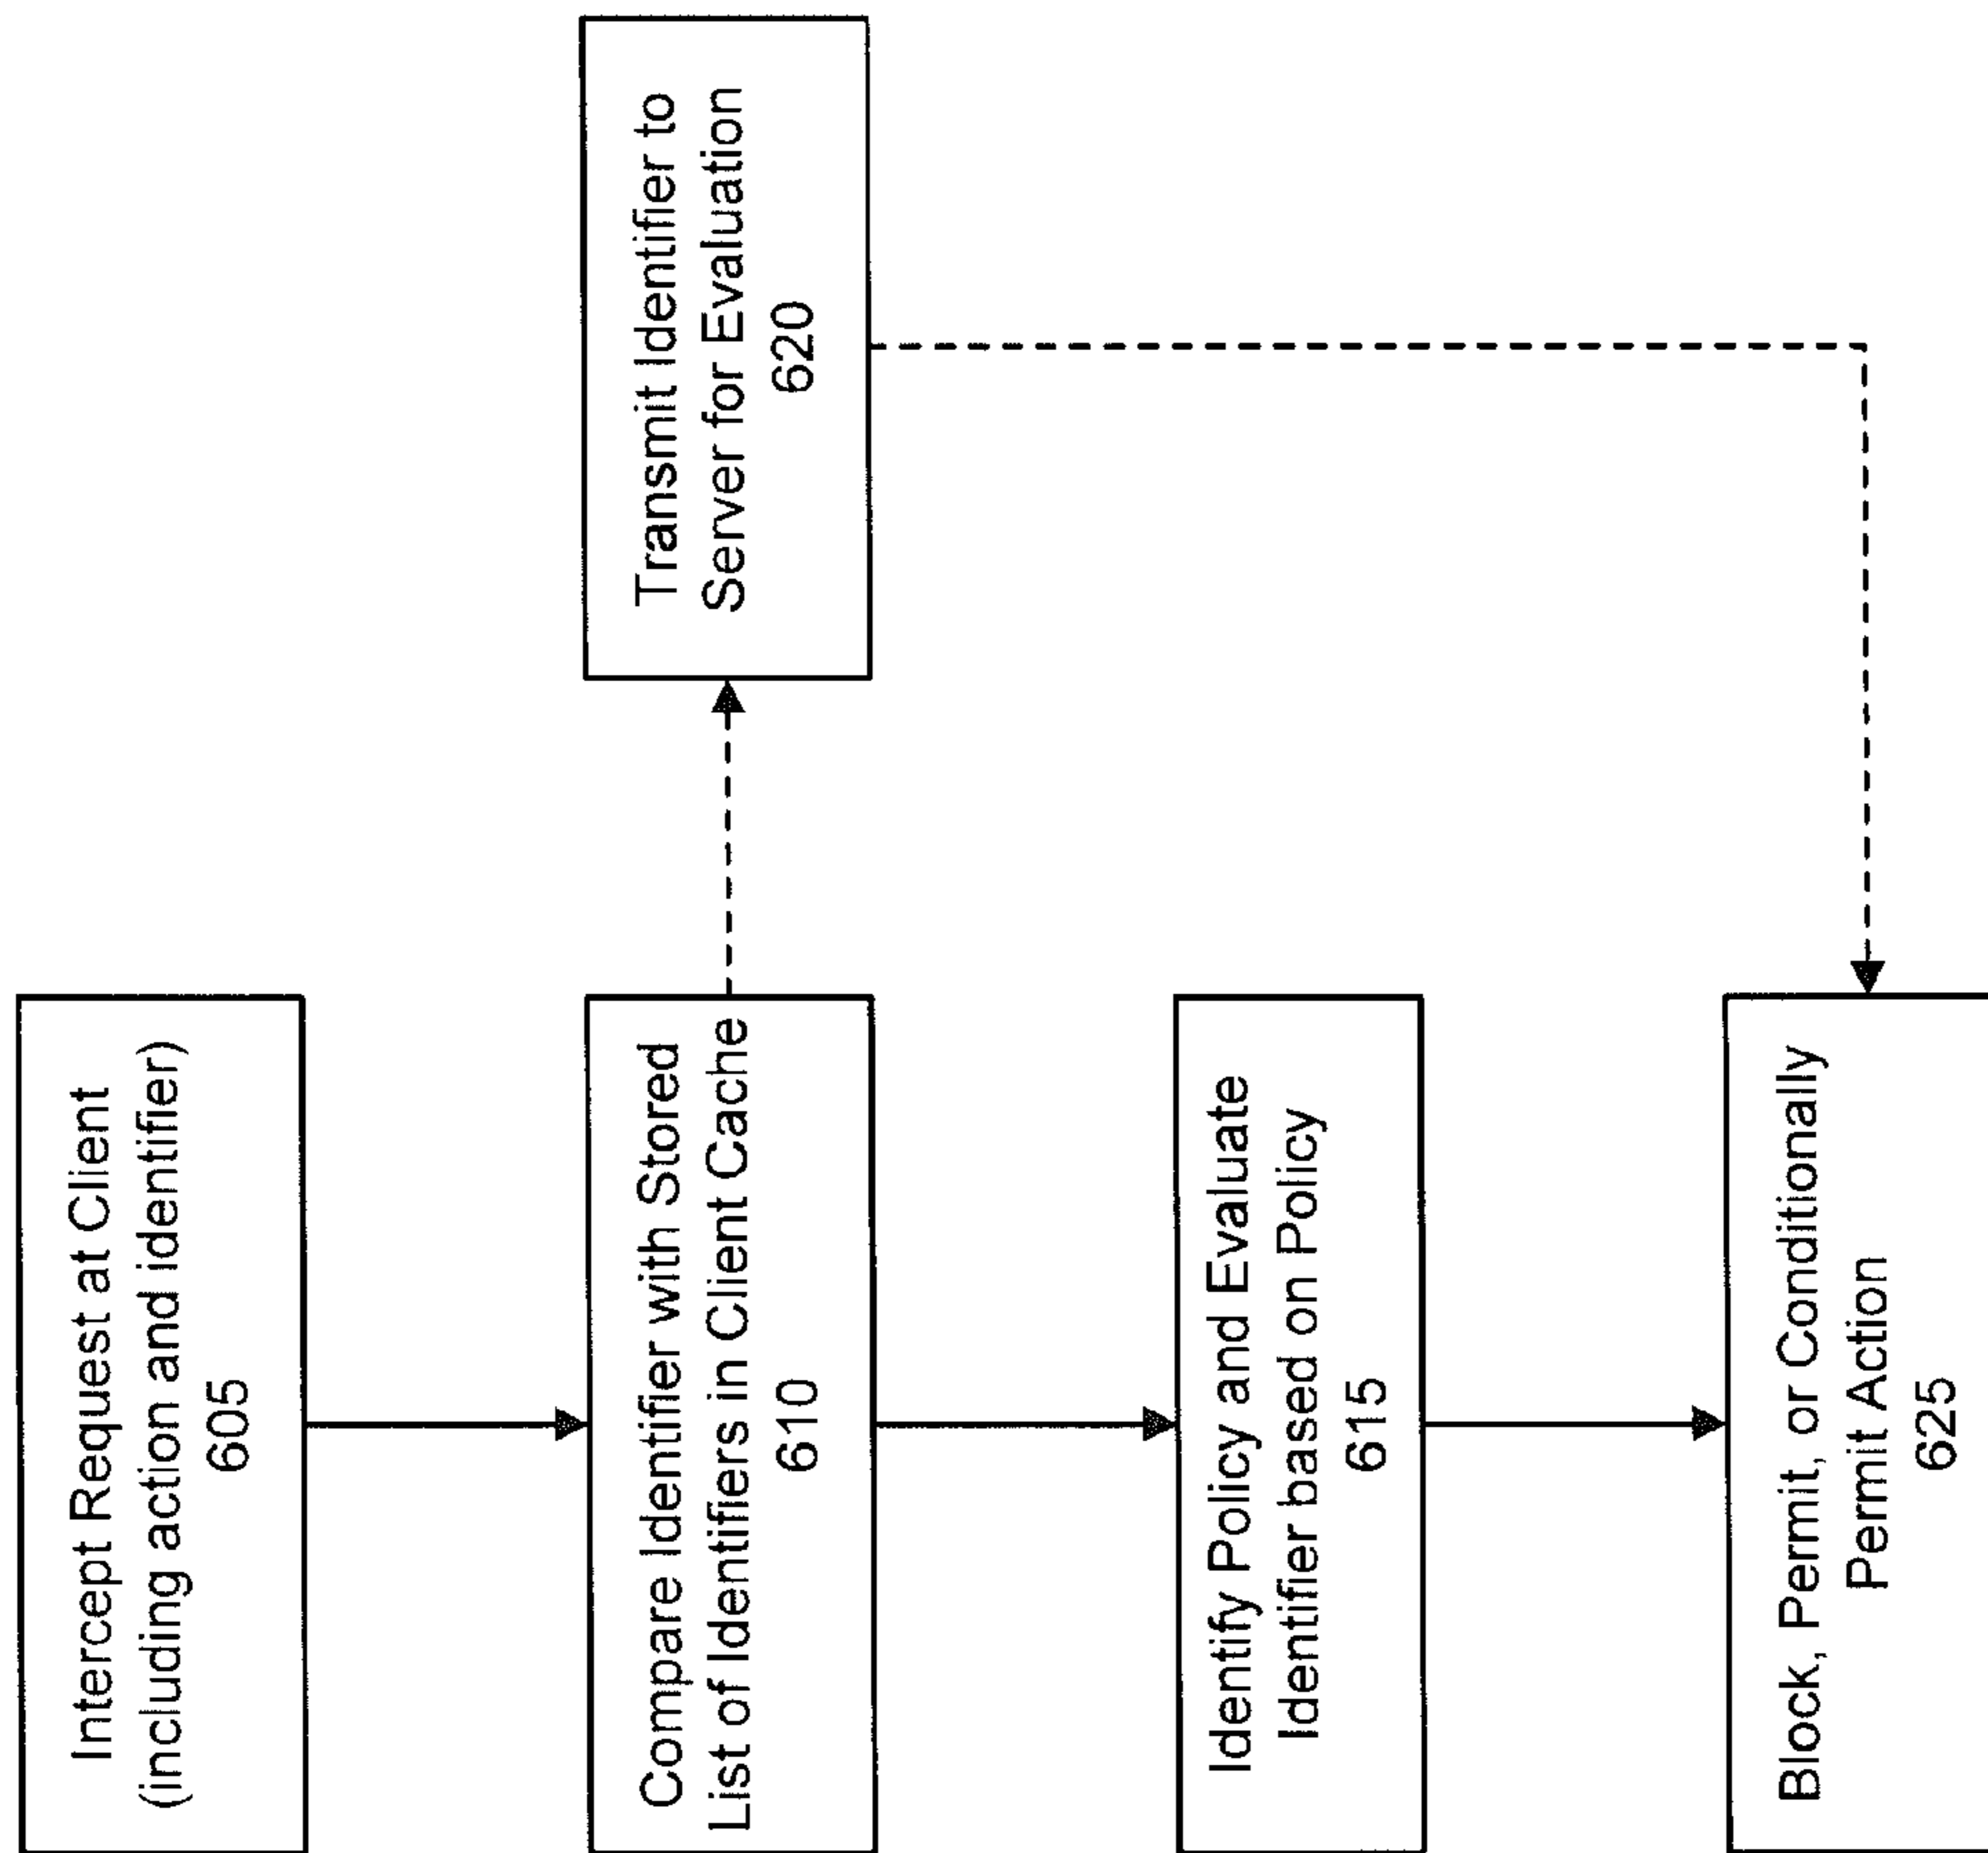 Intercept Request at Client
(including action and identifier)
605
Compare Identifier with Stored
List of Identifiers in Client Cache
610
Transmit Identifier to
Server for Evaluation
620
Identify Policy and Evaluate
Identifier based on Policy
615
Block, Permit, or Conditionally
Permit Action
625